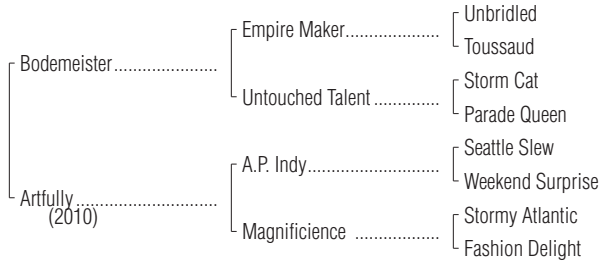 Unbridled
Empire Maker....................
Toussaud
Bodemeister......................
Storm Cat
Untouched Talent ..............
Parade Queen
Seattle Slew
A.P. Indy............................
Weekend Surprise
Artfully ..............................
(2010)
Stormy Atlantic
Magnificience ..................
Fashion Delight